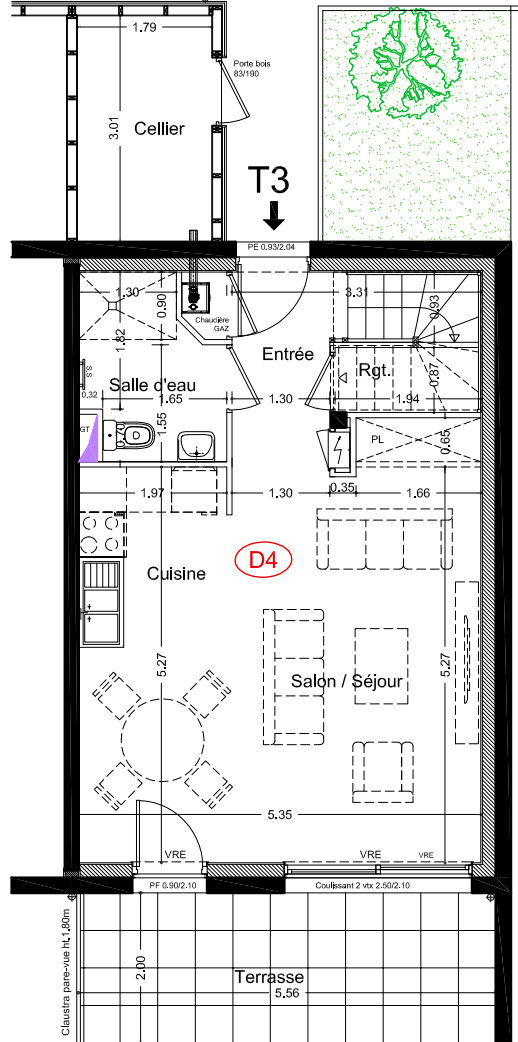 1.79
Porte bois
83/190
Cellier
3.01
T3
PE 0.93/2.04
1.30
0.90
3.31
0.93
Chaudière
GAZ
1.82
Entrée
S.S
Salle d'eau
Rgt.
0.87
0.32
1.65
1.30
1.94
GT
1.55
PL
0.65
1.97
1.30
0.35
1.66
D4
Cuisine
5.27
5.27
Salon / Séjour
5.35
VRE
VRE
VRE
PF 0.90/2.10
Coulissant 2 vtx 2.50/2.10
Claustra pare-vue ht.1.80m
2.00
Terrasse
5.56